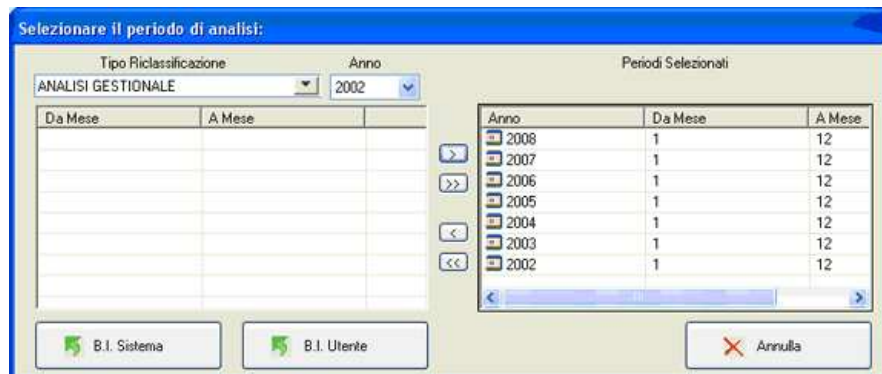 Selezionare il periodo di analisi:
Tipo Riclassificazione Anno Periodi Selezionati
ANALISI GESTIONALE 2002
Da Mese A Mese Anno Da Mese A Mese
2008 1 12
2007 1 12
2006 1 12
2005 1 12
2004 1 12
2003 1 12
2002 1 12
>
>>
<
<<
B.I. Sistema B.I. Utente Annulla